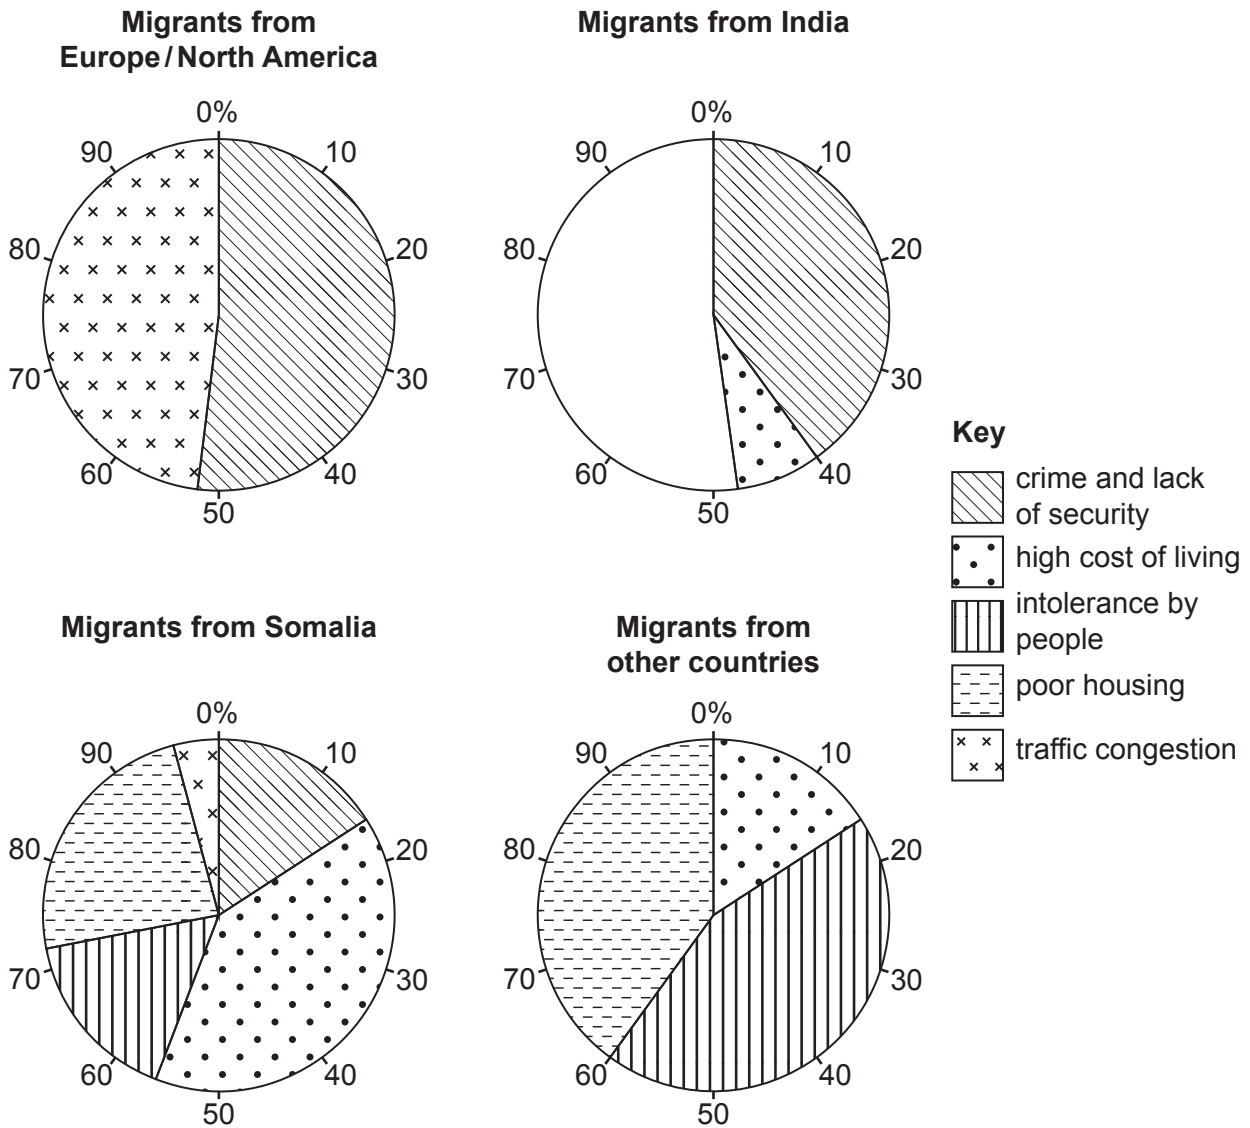 Migrants from
Europe / North America
0%
10
20
30
40
50
60
70
80
90
Migrants from India
0%
10
20
30
40
50
60
70
80
90
Migrants from Somalia
0%
10
20
30
40
50
60
70
80
90
Migrants from
other countries
0%
10
20
30
40
50
60
70
80
90
Key
crime and lack
of security
high cost of living
intolerance by
people
poor housing
traffic congestion